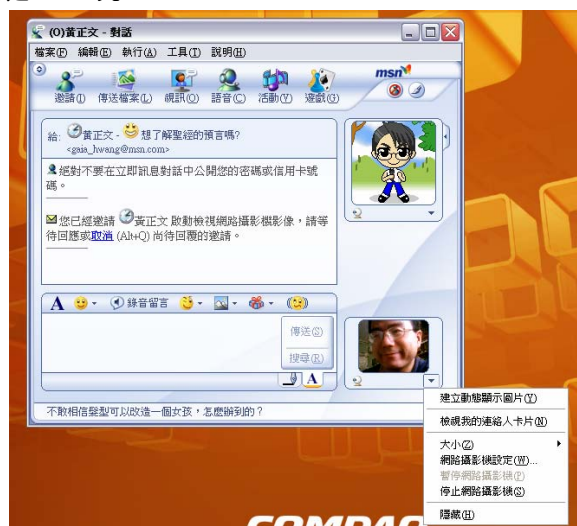 (O)黃正文 - 對話
檔案(F) 編輯(E) 執行(A) 工具(T) 說明(H)
msn
邀請(I) 傳送檔案(L) 視訊(O) 語音(C) 活動(Y) 遊戲(G)
給: 黃正文 - 想了解聖經的預言嗎?
<gaia_hwang@msn.com>
絕對不要在立即訊息對話中公開您的密碼或信用卡號
碼。
您已經邀請 黃正文 啟動檢視網路攝影機影像,請等
待回應或取消 (Alt+Q) 尚待回覆的邀請。
A 錄音留言
傳送(S)
搜尋(R)
A
不敢相信髮型可以改造一個女孩,怎麼辦到的?
建立動態顯示圖片(Y)
檢視我的連絡人卡片(N)
大小(Z)
網路攝影機設定(W)...
暫停網路攝影機(P)
停止網路攝影機(S)
隱藏(H)